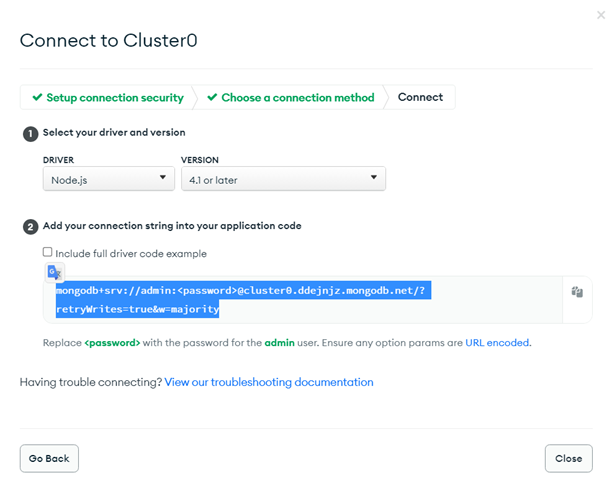 ×
Connect to Cluster0
✔ Setup connection security ✔ Choose a connection method Connect
1 Select your driver and version
DRIVER VERSION
Node.js 4.1 or later
2 Add your connection string into your application code
Include full driver code example
G
mongodb+srv://admin:<password>@cluster0.ddejnjz.mongodb.net/?
retryWrites=true&w=majority
Replace <password> with the password for the admin user. Ensure any option params are URL encoded.
Having trouble connecting? View our troubleshooting documentation
Go Back Close